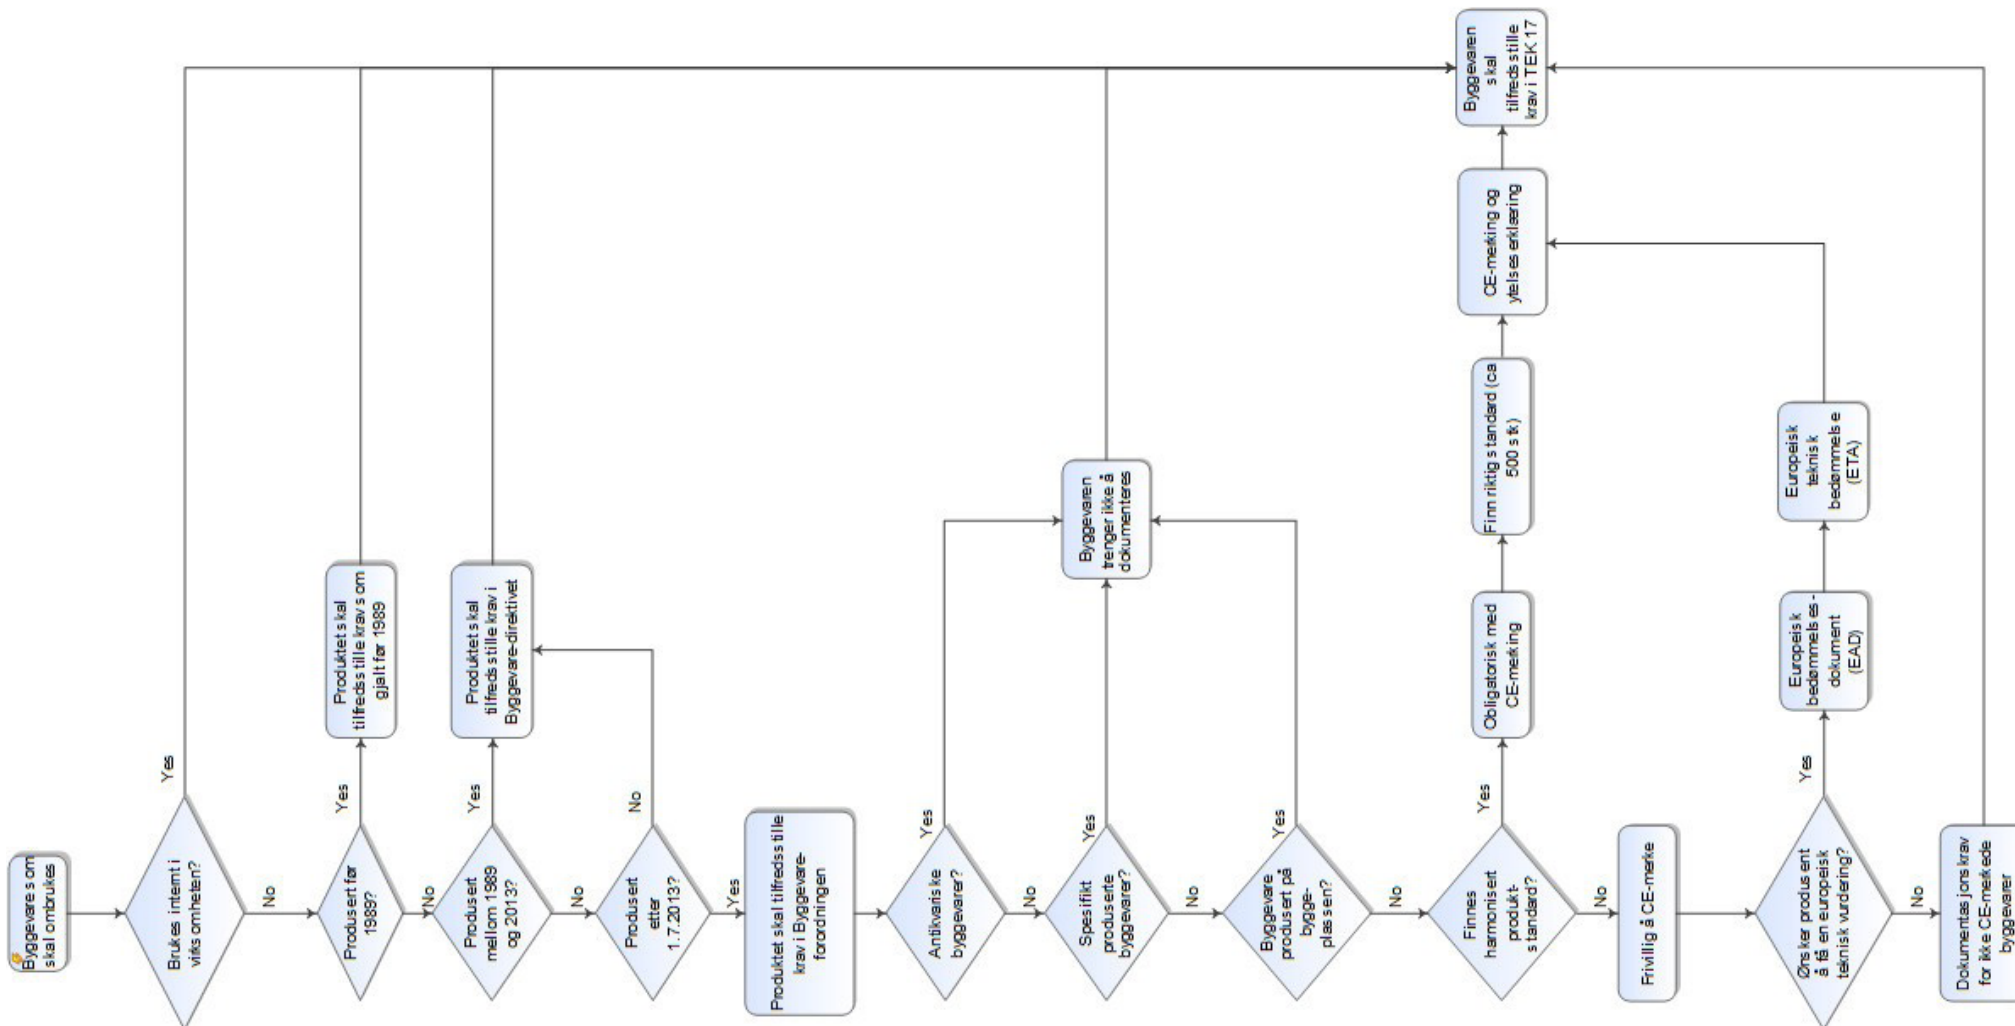 Byggevare som
skal ombrukes
Brukes internt i
virksomheten?
Yes
No
Produsert før
1989?
Yes
Produktet skal
tilfredsstille krav som
gjalt før 1989
No
Produsert
mellom 1989
og 2013?
Yes
Produktet skal
tilfredsstille krav i
Byggevare-direktivet
No
Produsert
etter
1.7.2013?
No
Yes
Produktet skal tilfredsstille
krav i Byggevare-
forordningen
Antikvariske
byggevarer?
Yes
No
Spesifikt
produserte
byggevarer?
Yes
Byggevaren
trenger ikke å
dokumenteres
No
Byggevare
produsert på
bygge-
plassen?
Yes
No
Finnes
harmonisert
produkt-
standard?
Yes
Obligatorisk med
CE-merking
Finn riktig standard (ca
500 stk)
CE-merking og
ytelseserklæring
Byggevaren
skal
tilfredsstille
krav i TEK 17
No
Frivillig å CE-merke
Ønsker produsent
å få en europeisk
teknisk vurdering?
Yes
Europeisk
bedømmelses-
dokument
(EAD)
Europeisk
teknisk
bedømmelse
(ETA)
No
Dokumentasjonskrav
for ikke CE-merkede
byggevarer